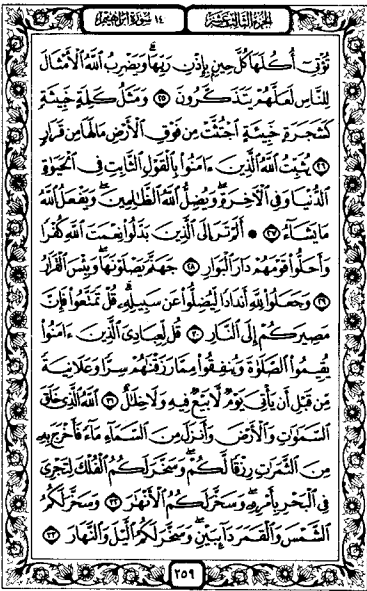 الجزء الثالث عشر ١٤ سورة ابراهيم
تُؤْتِىٓ أُكُلَهَا كُلَّ حِينٍۭ بِإِذْنِ رَبِّهَا ۗ وَيَضْرِبُ ٱللَّهُ ٱلْأَمْثَالَ
لِلنَّاسِ لَعَلَّهُمْ يَتَذَكَّرُونَ ٢٥ وَمَثَلُ كَلِمَةٍ خَبِيثَةٍ
كَشَجَرَةٍ خَبِيثَةٍ ٱجْتُثَّتْ مِن فَوْقِ ٱلْأَرْضِ مَا لَهَا مِن قَرَارٍ
٢٦ يُثَبِّتُ ٱللَّهُ ٱلَّذِينَ ءَامَنُوا۟ بِٱلْقَوْلِ ٱلثَّابِتِ فِى ٱلْحَيَوٰةِ
ٱلدُّنْيَا وَفِى ٱلْءَاخِرَةِ ۖ وَيُضِلُّ ٱللَّهُ ٱلظَّٰلِمِينَ ۚ وَيَفْعَلُ ٱللَّهُ
مَا يَشَآءُ ٢٧ ۞ أَلَمْ تَرَ إِلَى ٱلَّذِينَ بَدَّلُوا۟ نِعْمَتَ ٱللَّهِ كُفْرًا
وَأَحَلُّوا۟ قَوْمَهُمْ دَارَ ٱلْبَوَارِ ٢٨ جَهَنَّمَ يَصْلَوْنَهَا ۖ وَبِئْسَ ٱلْقَرَارُ
٢٩ وَجَعَلُوا۟ لِلَّهِ أَندَادًا لِّيُضِلُّوا۟ عَن سَبِيلِهِۦ ۗ قُلْ تَمَتَّعُوا۟ فَإِنَّ
مَصِيرَكُمْ إِلَى ٱلنَّارِ ٣٠ قُل لِّعِبَادِىَ ٱلَّذِينَ ءَامَنُوا۟
يُقِيمُوا۟ ٱلصَّلَوٰةَ وَيُنفِقُوا۟ مِمَّا رَزَقْنَٰهُمْ سِرًّا وَعَلَانِيَةً
مِّن قَبْلِ أَن يَأْتِىَ يَوْمٌ لَّا بَيْعٌ فِيهِ وَلَا خِلَٰلٌ ٣١ ٱللَّهُ ٱلَّذِى خَلَقَ
ٱلسَّمَٰوَٰتِ وَٱلْأَرْضَ وَأَنزَلَ مِنَ ٱلسَّمَآءِ مَآءً فَأَخْرَجَ بِهِۦ
مِنَ ٱلثَّمَرَٰتِ رِزْقًا لَّكُمْ ۖ وَسَخَّرَ لَكُمُ ٱلْفُلْكَ لِتَجْرِىَ
فِى ٱلْبَحْرِ بِأَمْرِهِۦ ۖ وَسَخَّرَ لَكُمُ ٱلْأَنْهَٰرَ ٣٢ وَسَخَّرَ لَكُمُ
ٱلشَّمْسَ وَٱلْقَمَرَ دَآئِبَيْنِ ۖ وَسَخَّرَ لَكُمُ ٱلَّيْلَ وَٱلنَّهَارَ ٣٣
٢٥٩